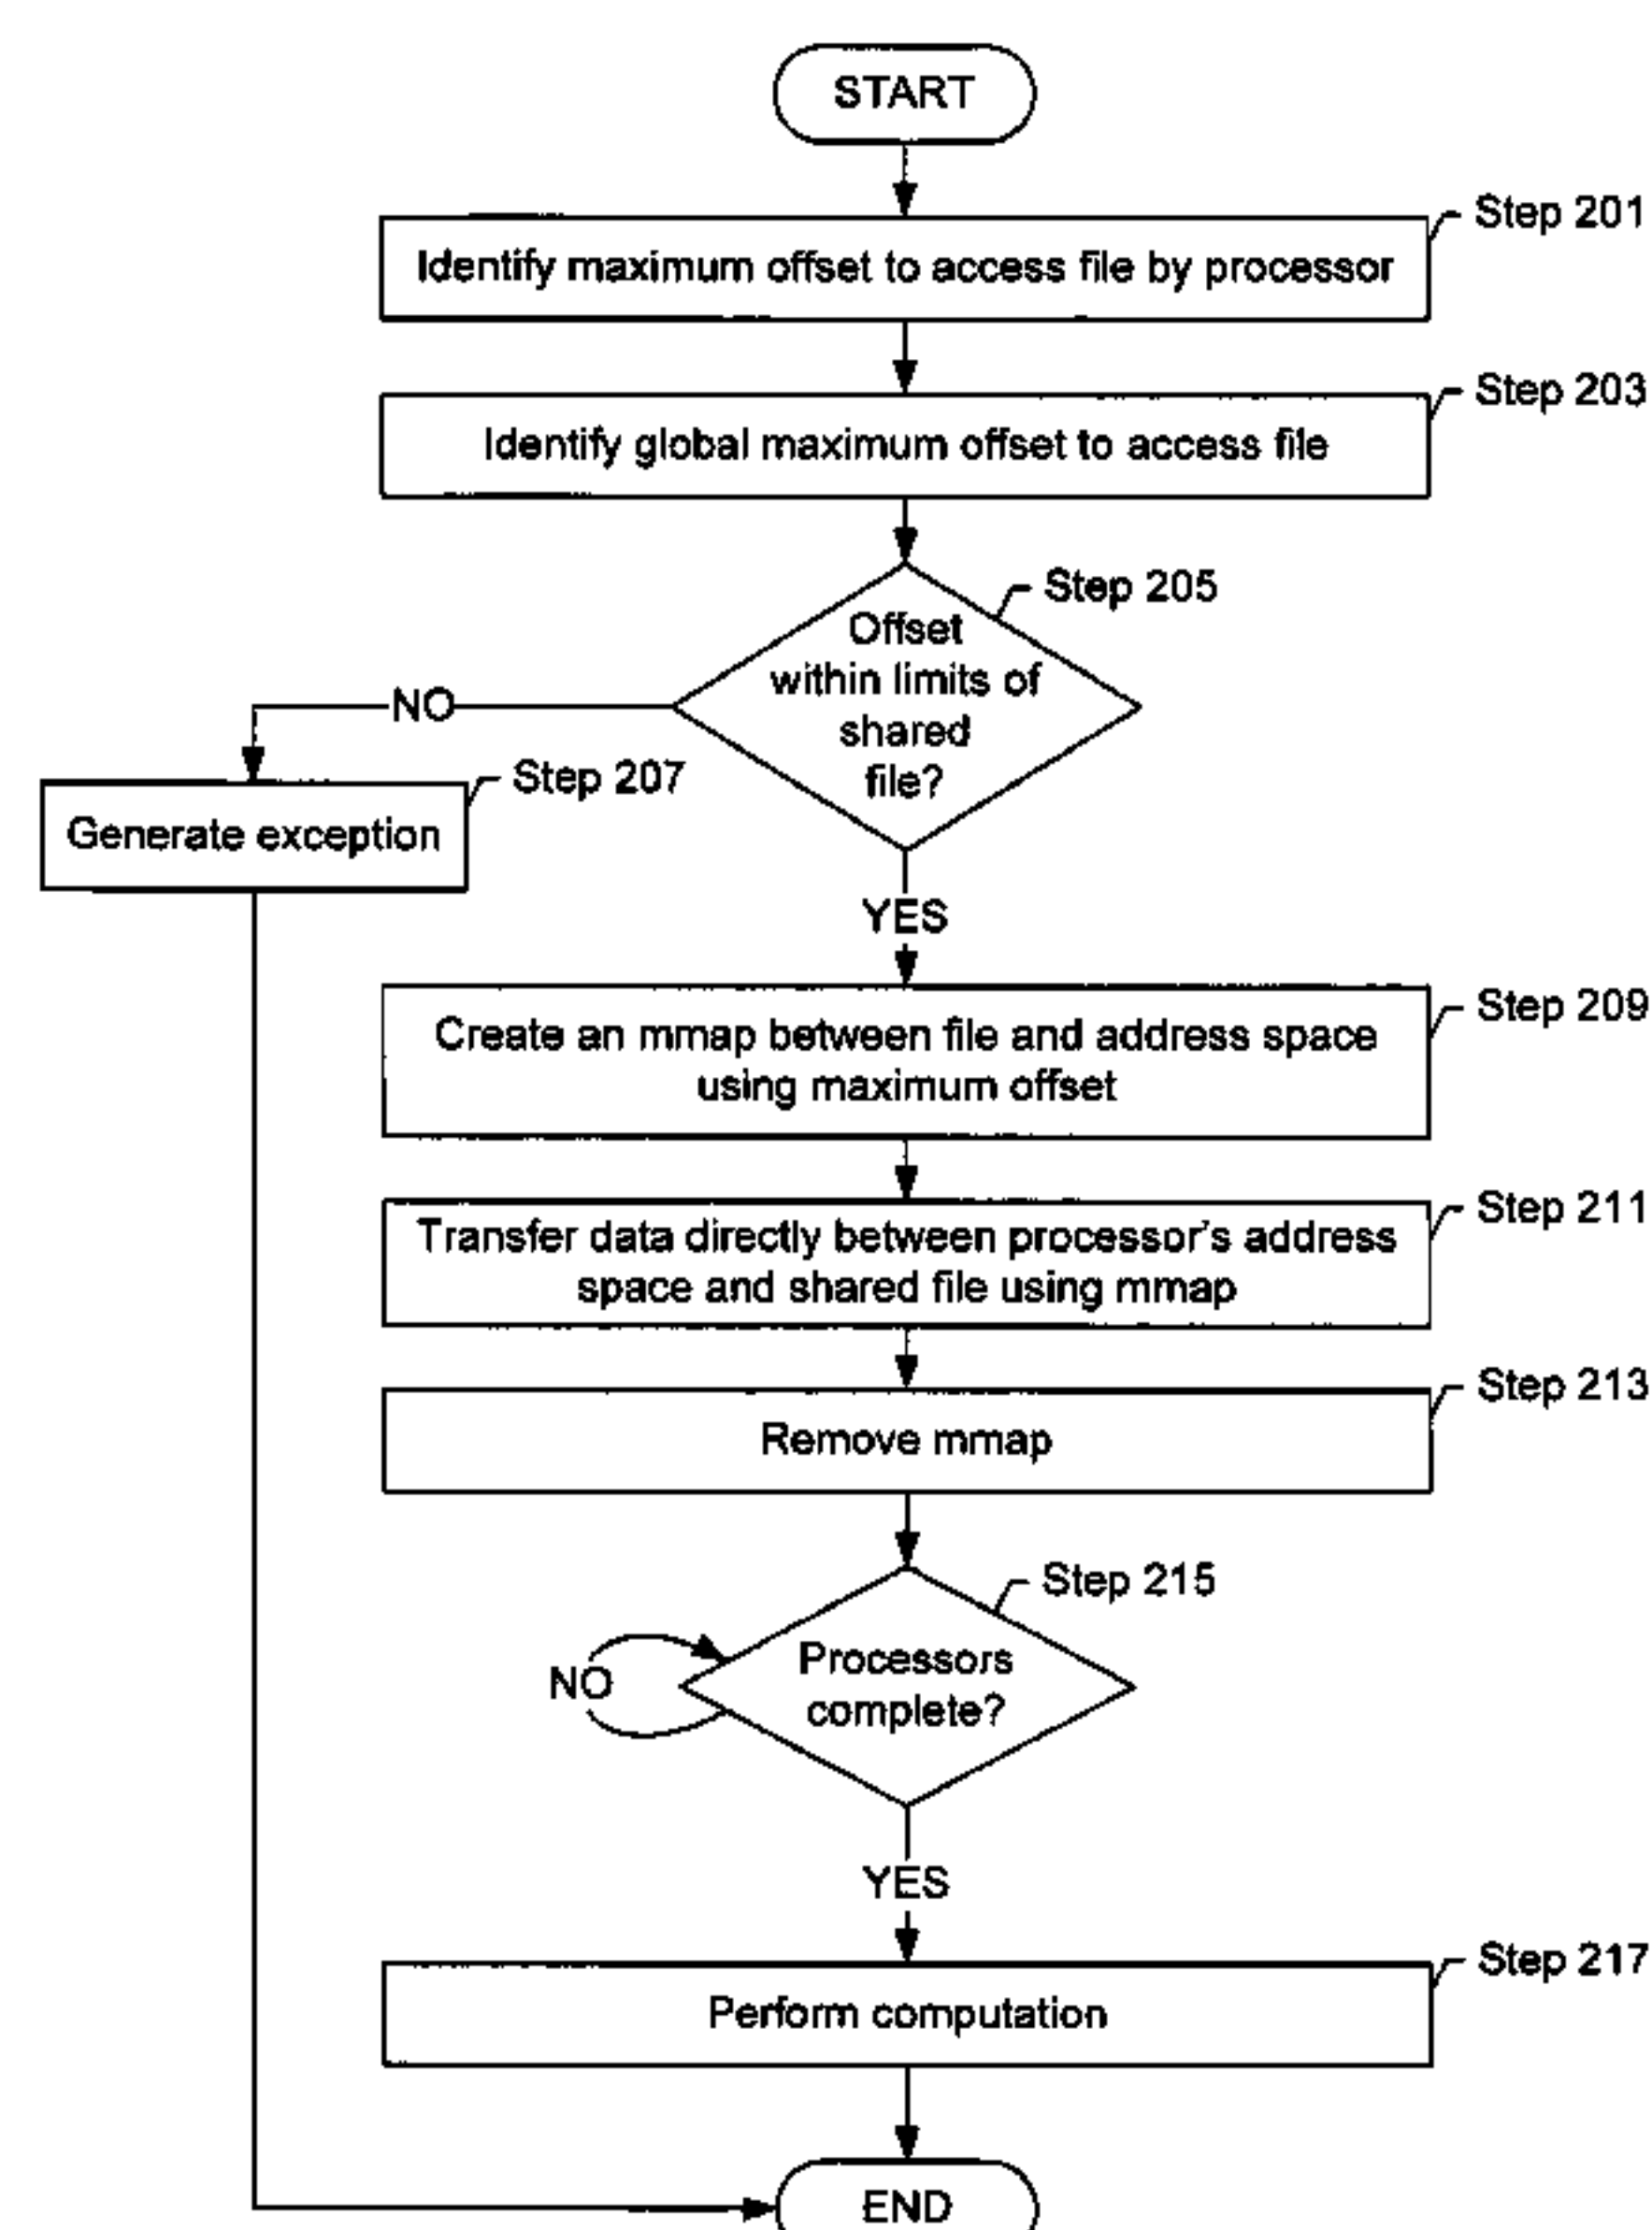 START
Step 201
Identify maximum offset to access file by processor
Step 203
Identify global maximum offset to access file
Step 205
Offset
within limits of
shared
file?
NO
Step 207
Generate exception
YES
Step 209
Create an mmap between file and address space
using maximum offset
Step 211
Transfer data directly between processor's address
space and shared file using mmap
Step 213
Remove mmap
Step 215
Processors
complete?
NO
YES
Step 217
Perform computation
END